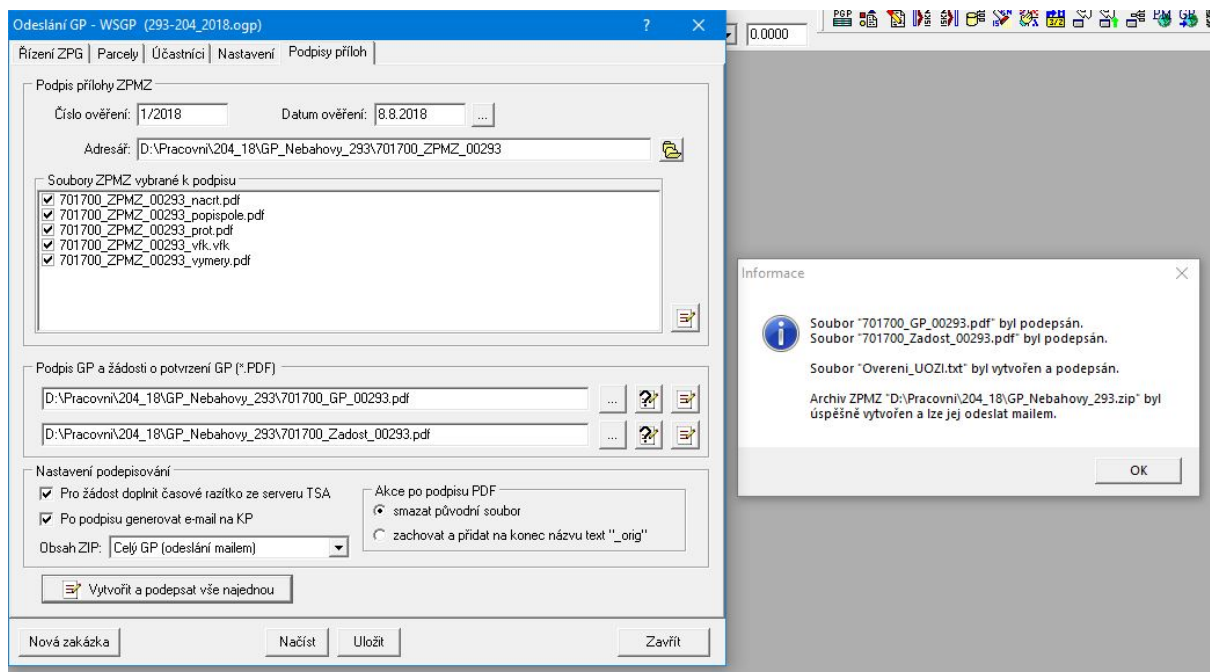 Odeslání GP - WSGP (293-204_2018.ogp)
Řízení ZPG
Parcely
Účastníci
Nastavení
Podpisy příloh
Podpis přílohy ZPMZ
Číslo ověření: 1/2018
Datum ověření: 8.8.2018 ...
Adresář: D:\Pracovni\204_18\GP_Nebahovy_293\701700_ZPMZ_00293
Soubory ZPMZ vybrané k podpisu
701700_ZPMZ_00293_nacrt.pdf
701700_ZPMZ_00293_popispole.pdf
701700_ZPMZ_00293_prot.pdf
701700_ZPMZ_00293_vfk.vfk
701700_ZPMZ_00293_vymery.pdf
Podpis GP a žádosti o potvrzení GP (*.PDF)
D:\Pracovni\204_18\GP_Nebahovy_293\701700_GP_00293.pdf ...
D:\Pracovni\204_18\GP_Nebahovy_293\701700_Zadost_00293.pdf ...
Nastavení podepisování
Pro žádost doplnit časové razítko ze serveru TSA
Po podpisu generovat e-mail na KP
Obsah ZIP: Celý GP (odeslání mailem)
Akce po podpisu PDF
smazat původní soubor
zachovat a přidat na konec názvu text "_orig"
Vytvořit a podepsat vše najednou
Nová zakázka
Načíst
Uložit
Zavřít
0.0000
PGP
Informace
Soubor "701700_GP_00293.pdf" byl podepsán.
Soubor "701700_Zadost_00293.pdf" byl podepsán.
Soubor "Overeni_UOZI.txt" byl vytvořen a podepsán.
Archiv ZPMZ "D:\Pracovni\204_18\GP_Nebahovy_293.zip" byl
úspěšně vytvořen a lze jej odeslat mailem.
OK